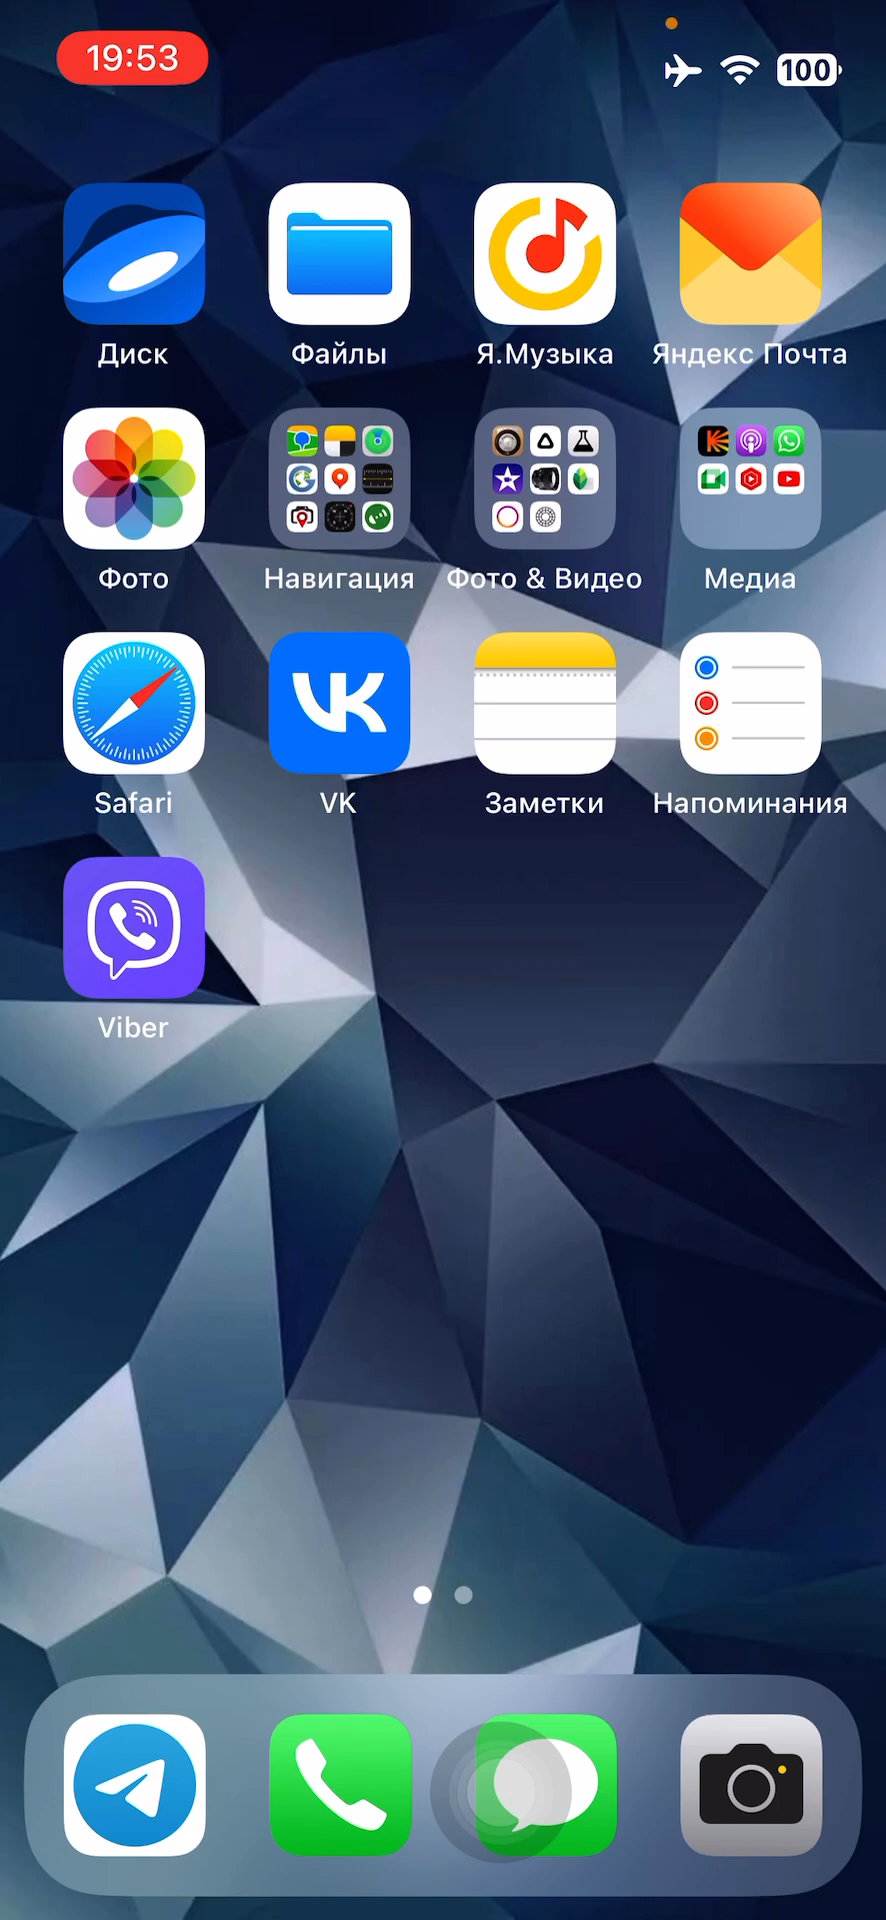 19:53
100
Диск
Файлы
Я.Музыка
Яндекс Почта
Фото
Навигация
Фото & Видео
Медиа
Safari
VK
Заметки
Напоминания
Viber